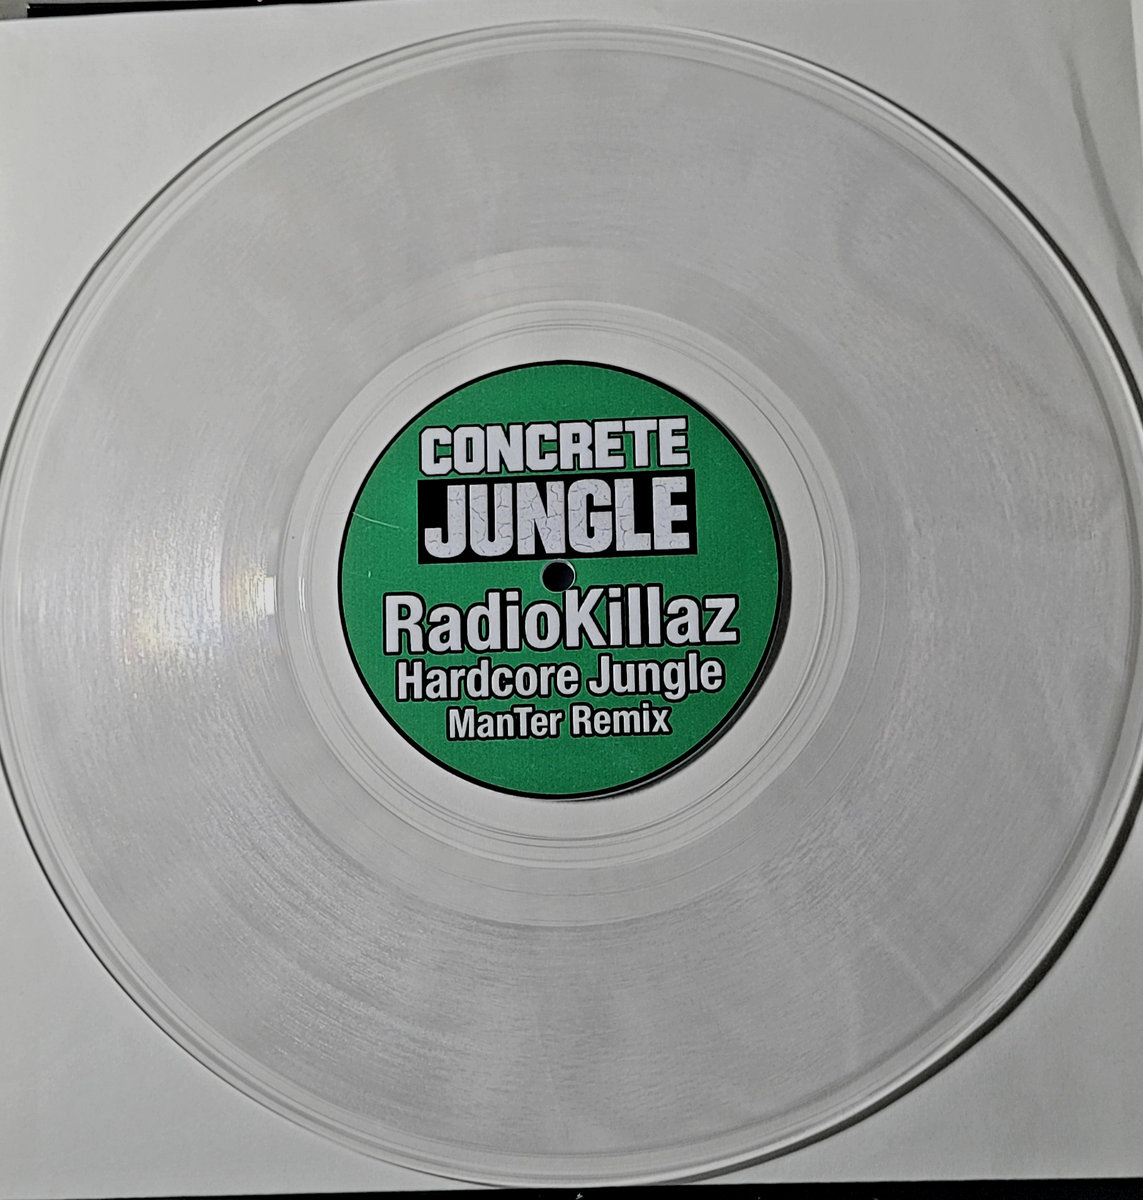 CONCRETE
JUNGLE
RadioKillaz
Hardcore Jungle
ManTer Remix